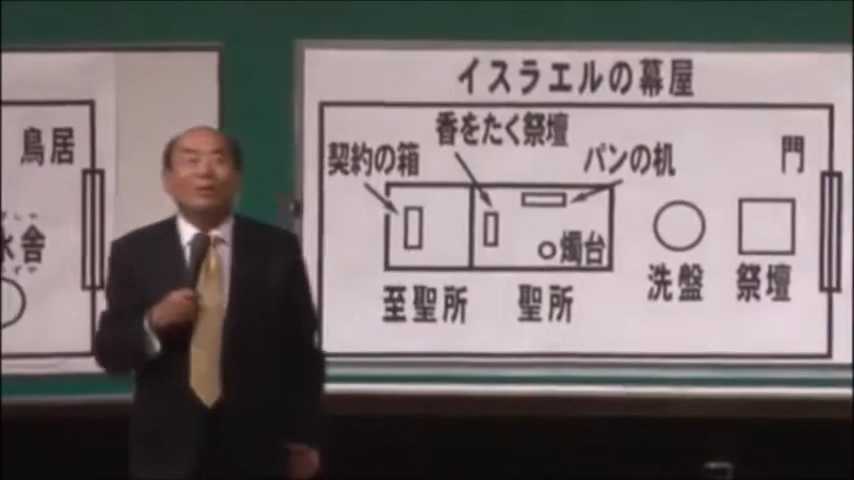 鳥居
水舎
イスラエルの幕屋
香をたく祭壇
契約の箱
パンの机
門
燭台
洗盤
祭壇
至聖所
聖所